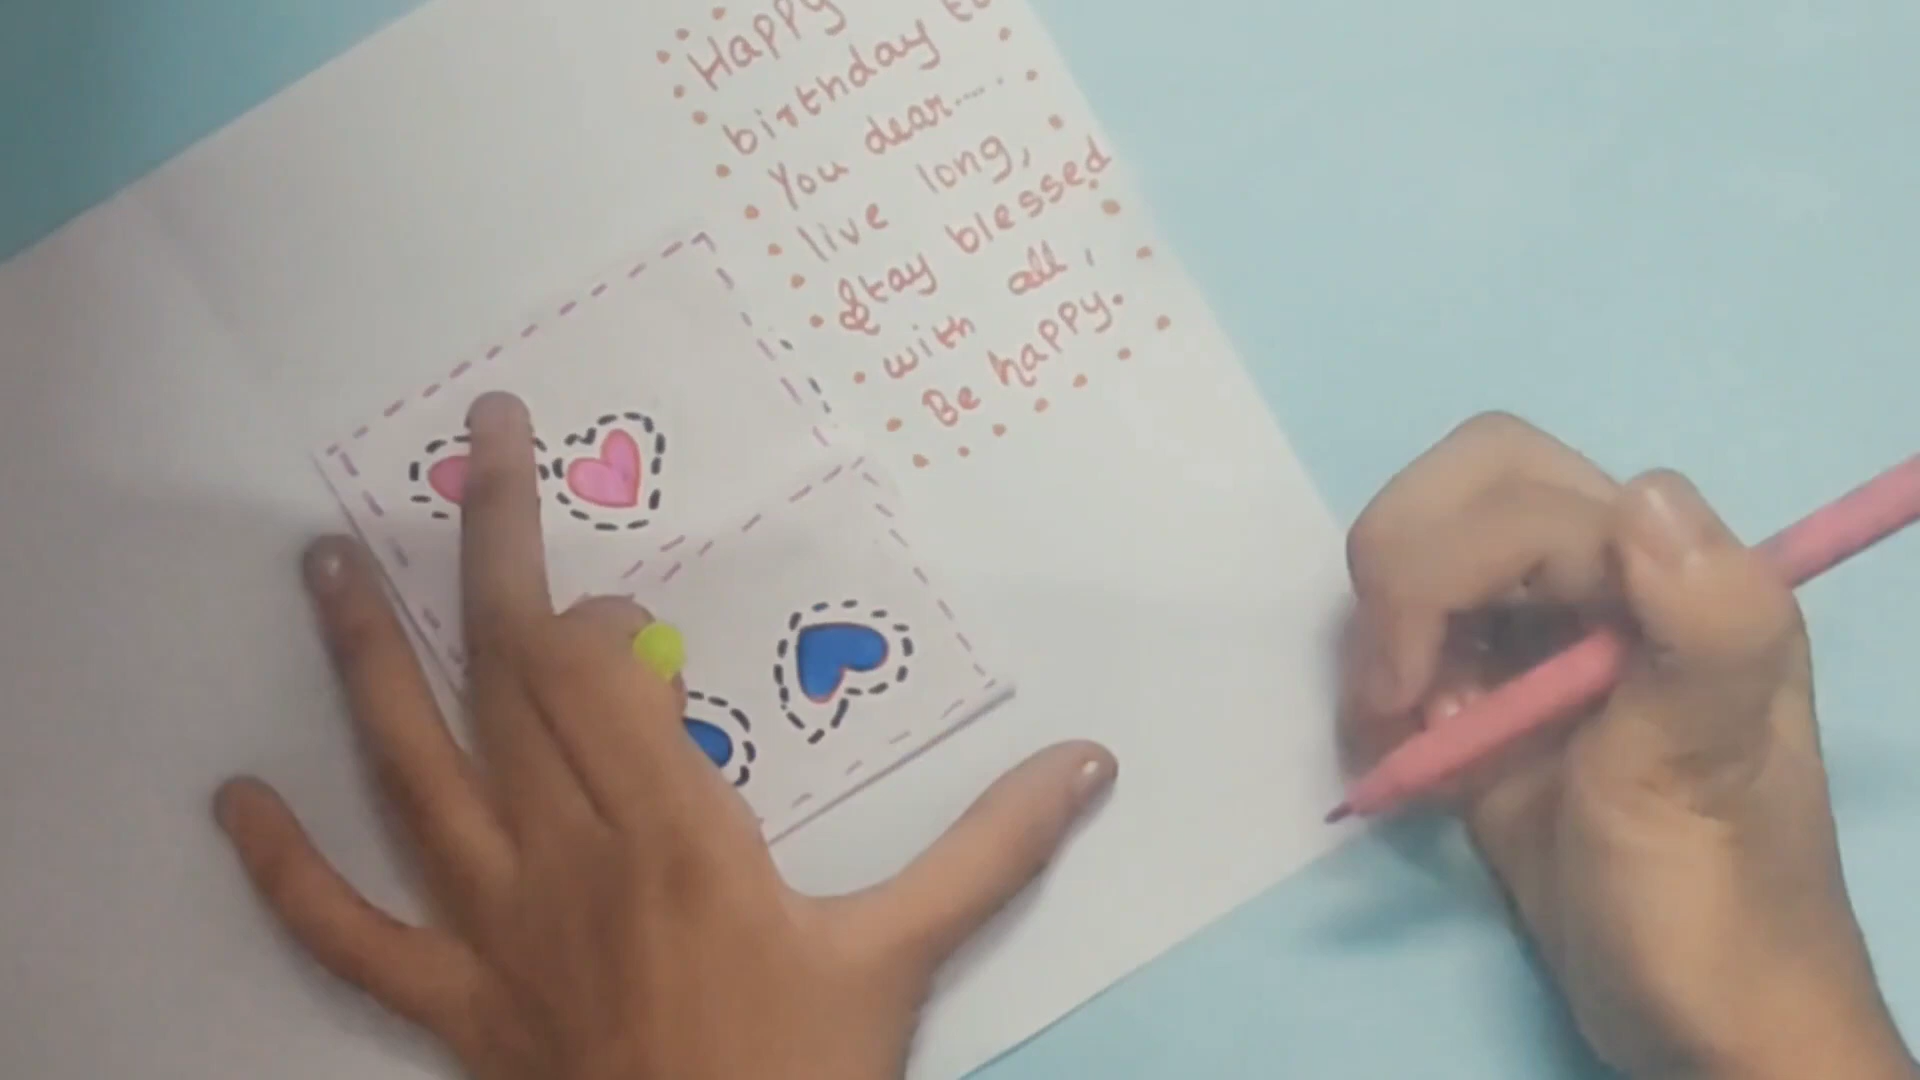 Happy
birthday to
You dear.....
live long,
Stay blessed
with all,
Be happy.